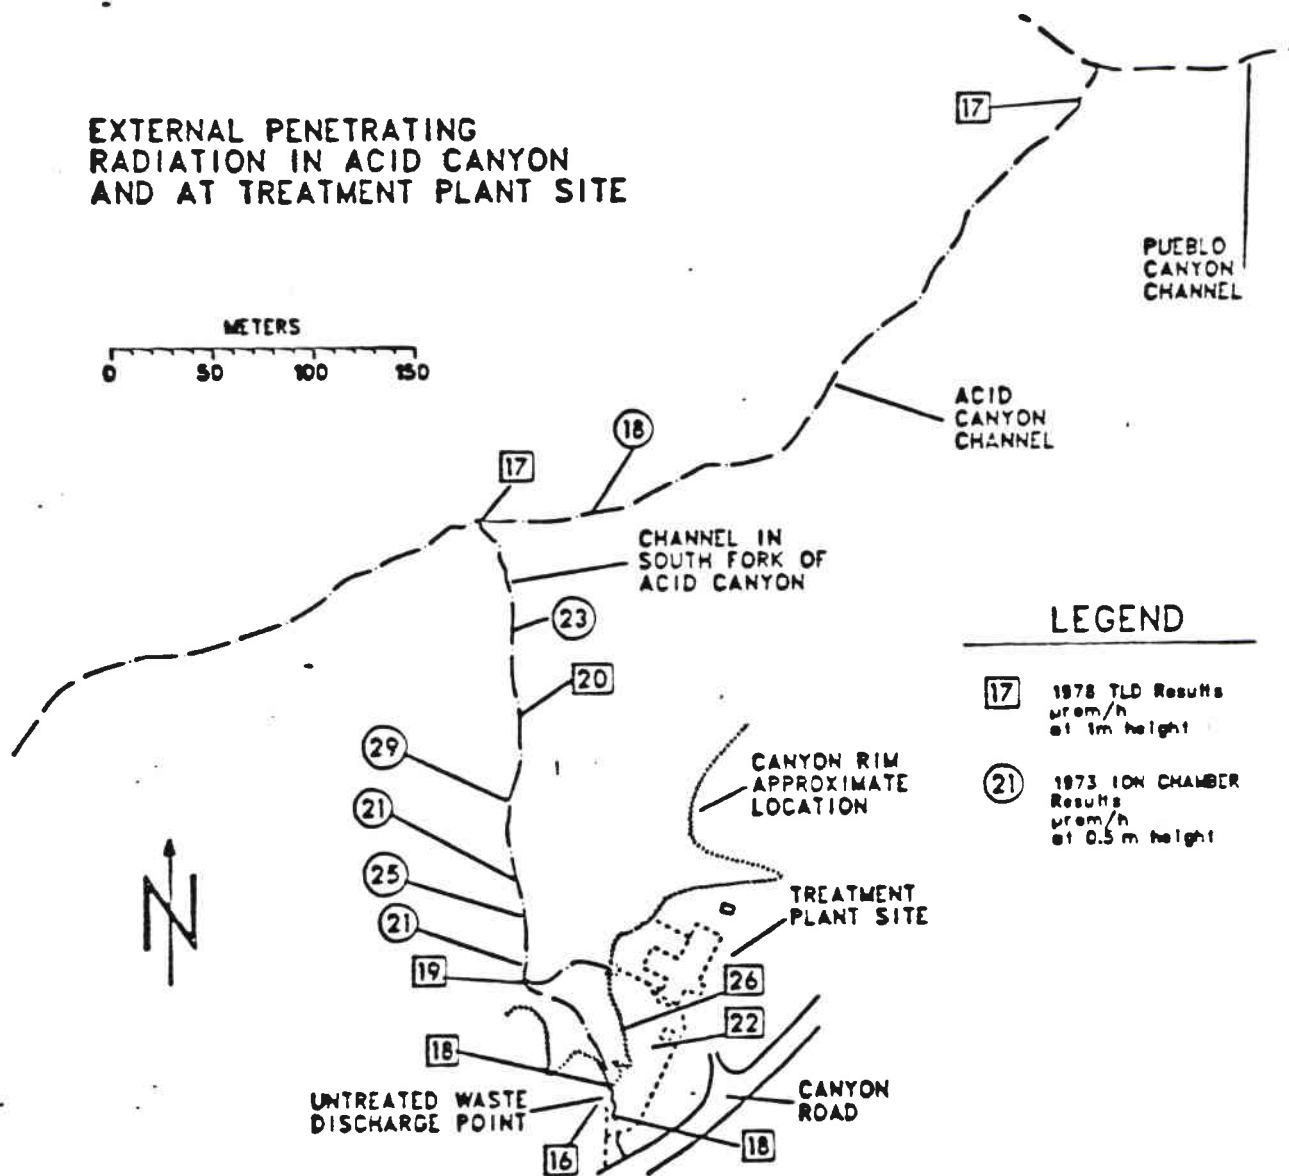 EXTERNAL PENETRATING
RADIATION IN ACID CANYON
AND AT TREATMENT PLANT SITE
17
PUEBLO
CANYON
CHANNEL
METERS
0 50 100 150
ACID
CANYON
CHANNEL
18
17
CHANNEL IN
SOUTH FORK OF
ACID CANYON
23
20
LEGEND
17 1978 TLD Results
µrem/h
at 1m height
21 1973 ION CHAMBER
Results
µrem/h
at 0.5 m height
29
21
25
21
19
CANYON RIM
APPROXIMATE
LOCATION
N
TREATMENT
PLANT SITE
26
22
18
UNTREATED WASTE
DISCHARGE POINT
CANYON
ROAD
16
18